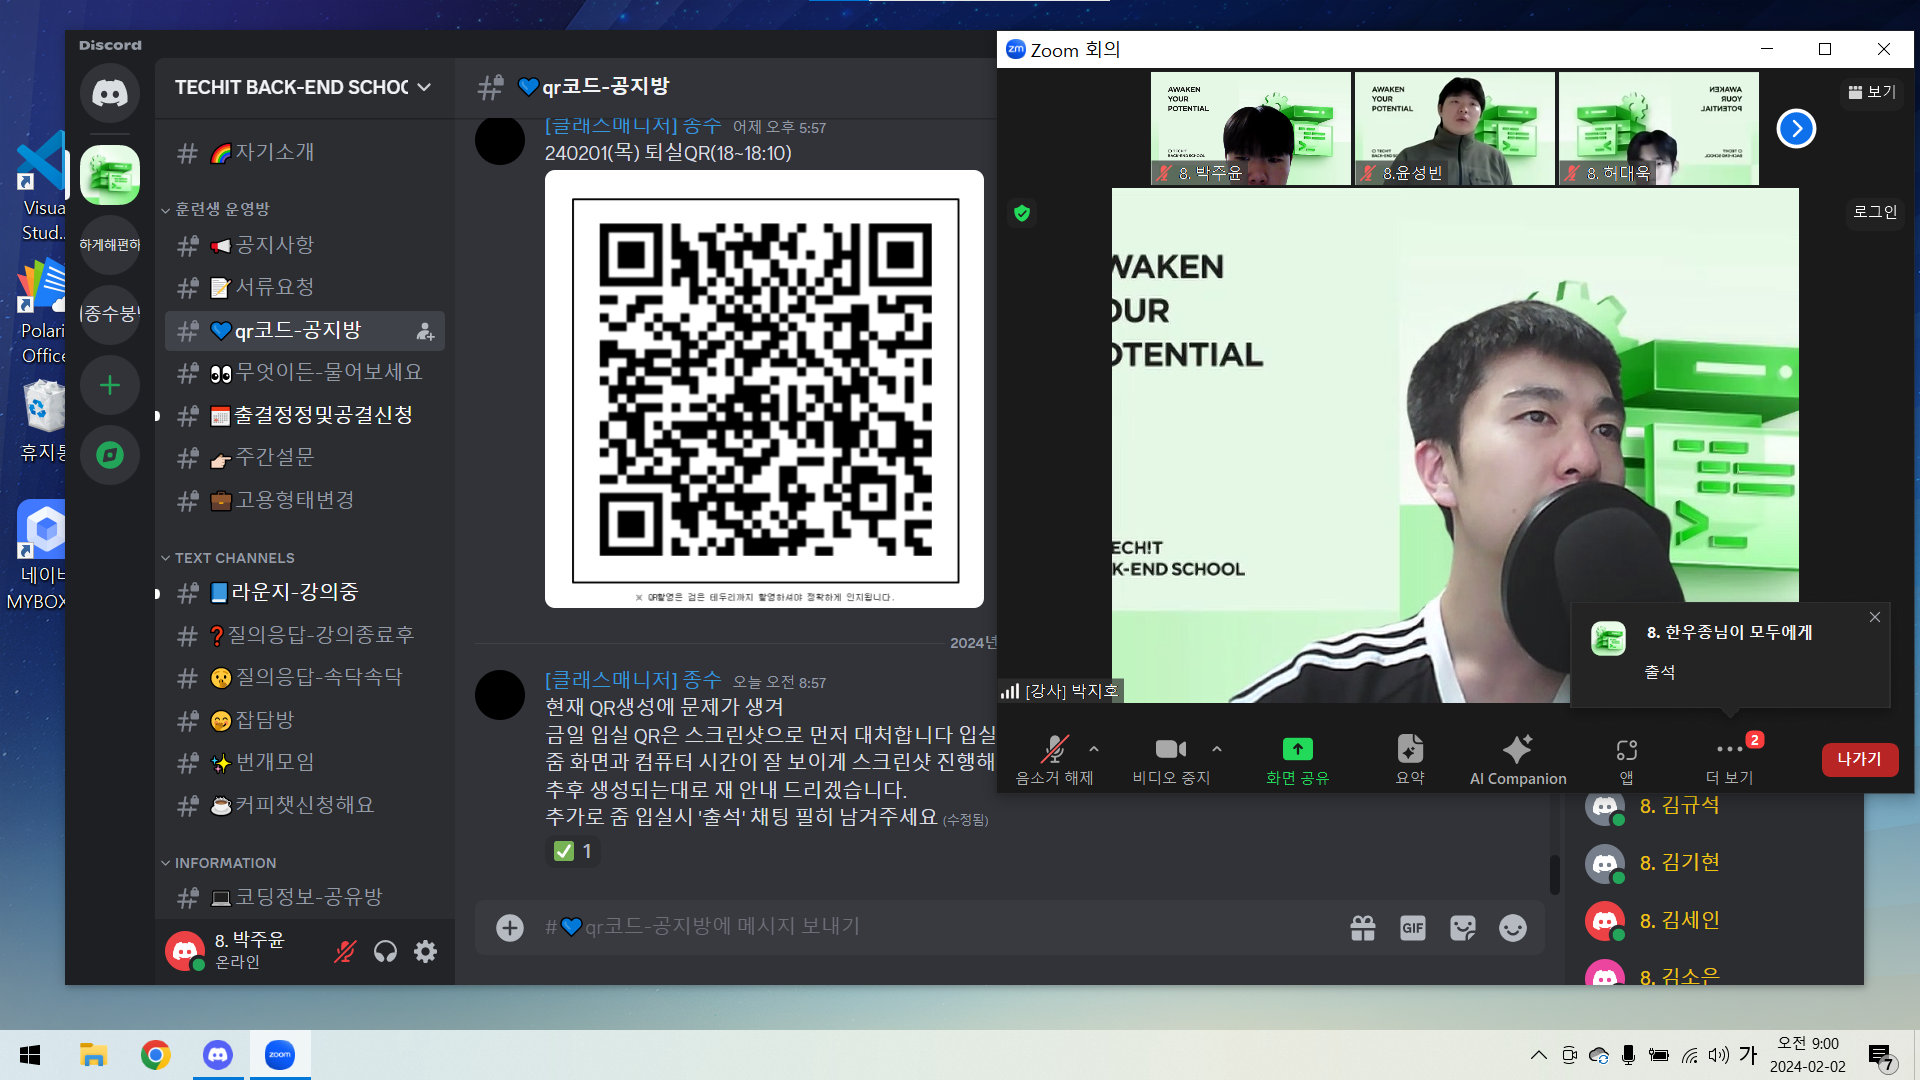 Discord
TECHIT BACK-END SCHOO
자기소개
훈련생 운영방
공지사항
서류요청
qr코드-공지방
무엇이든-물어보세요
출결정정및공결신청
주간설문
고용형태변경
TEXT CHANNELS
라운지-강의중
질의응답-강의종료후
질의응답-속닥속닥
잡담방
번개모임
커피챗신청해요
INFORMATION
코딩정보-공유방
8. 박주윤
온라인
Visua
Stud..
Polari
Office
휴지통
MYBOX
하게해편하
종수붕
qr코드-공지방
[클래스매니저] 종수 어제 오후 5:57
240201(목) 퇴실QR(18~18:10)
※ QR촬영은 검은 테두리까지 촬영하셔야 정확하게 인지됩니다.
2024년
[클래스매니저] 종수 오늘 오전 8:57
현재 QR생성에 문제가 생겨
금일 입실 QR은 스크린샷으로 먼저 대처합니다 입실
줌 화면과 컴퓨터 시간이 잘 보이게 스크린샷 진행해
추후 생성되는대로 재 안내 드리겠습니다.
추가로 줌 입실시 '출석' 채팅 필히 남겨주세요 (수정됨)
1
#qr코드-공지방에 메시지 보내기
GIF
zm Zoom 회의
AWAKEN
YOUR
POTENTIAL
8. 박주윤
AWAKEN
YOUR
POTENTIAL
8.윤성빈
AWAKEN
YOUR
POTENTIAL
8. 허대욱
보기
로그인
WAKEN
OUR
OTENTIAL
ECH!T
K-END SCHOOL
[강사] 박지호
8. 한우종님이 모두에게
출석
음소거 해제
비디오 중지
화면 공유
요약
AI Companion
앱
2
더 보기
나가기
8. 김규석
8. 김기현
8. 김세인
8. 김소은
zoom
가
오전 9:00
2024-02-02
7